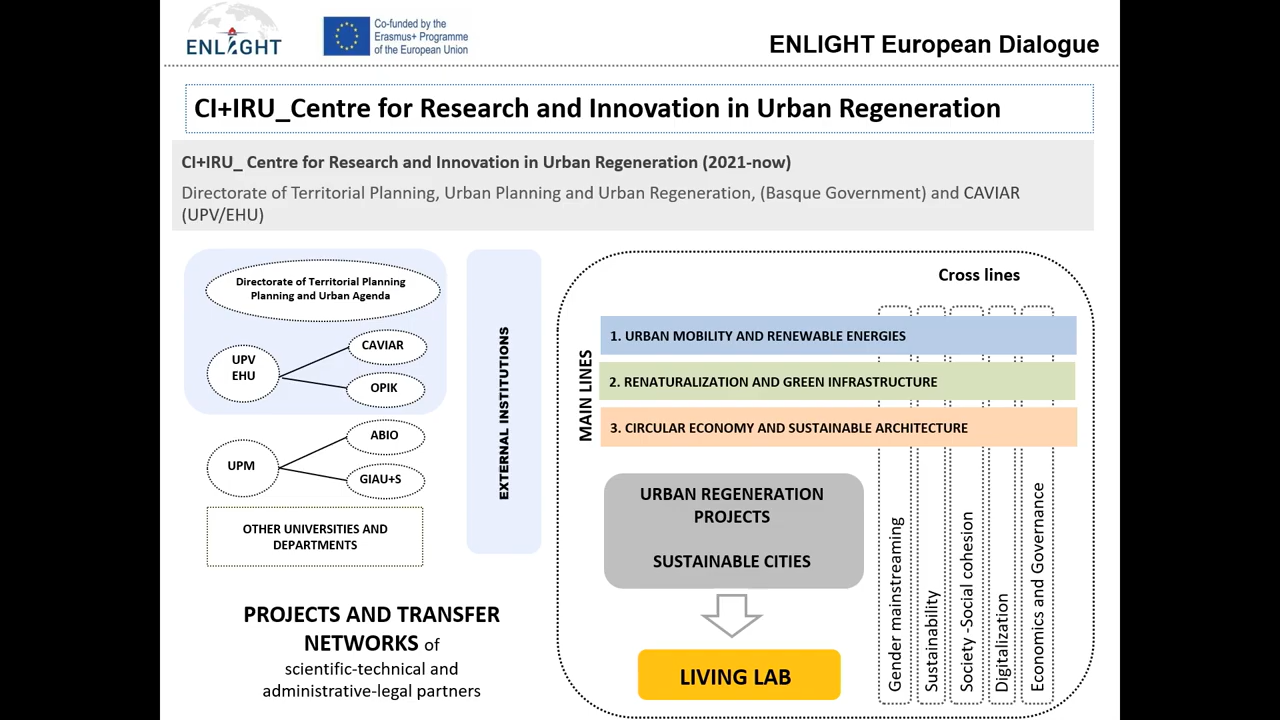 ENLIGHT
Co-funded by the
Erasmus+ Programme
of the European Union
ENLIGHT European Dialogue
CI+IRU_Centre for Research and Innovation in Urban Regeneration
CI+IRU_ Centre for Research and Innovation in Urban Regeneration (2021-now)
Directorate of Territorial Planning, Urban Planning and Urban Regeneration, (Basque Government) and CAVIAR
(UPV/EHU)
Directorate of Territorial Planning
Planning and Urban Agenda
UPV
EHU
CAVIAR
OPIK
UPM
ABIO
GIAU+S
OTHER UNIVERSITIES AND
DEPARTMENTS
PROJECTS AND TRANSFER
NETWORKS of
scientific-technical and
administrative-legal partners
EXTERNAL INSTITUTIONS
Cross lines
MAIN LINES
1. URBAN MOBILITY AND RENEWABLE ENERGIES
2. RENATURALIZATION AND GREEN INFRASTRUCTURE
3. CIRCULAR ECONOMY AND SUSTAINABLE ARCHITECTURE
URBAN REGENERATION
PROJECTS
SUSTAINABLE CITIES
LIVING LAB
Gender mainstreaming
Sustainability
Society -Social cohesion
Digitalization
Economics and Governance